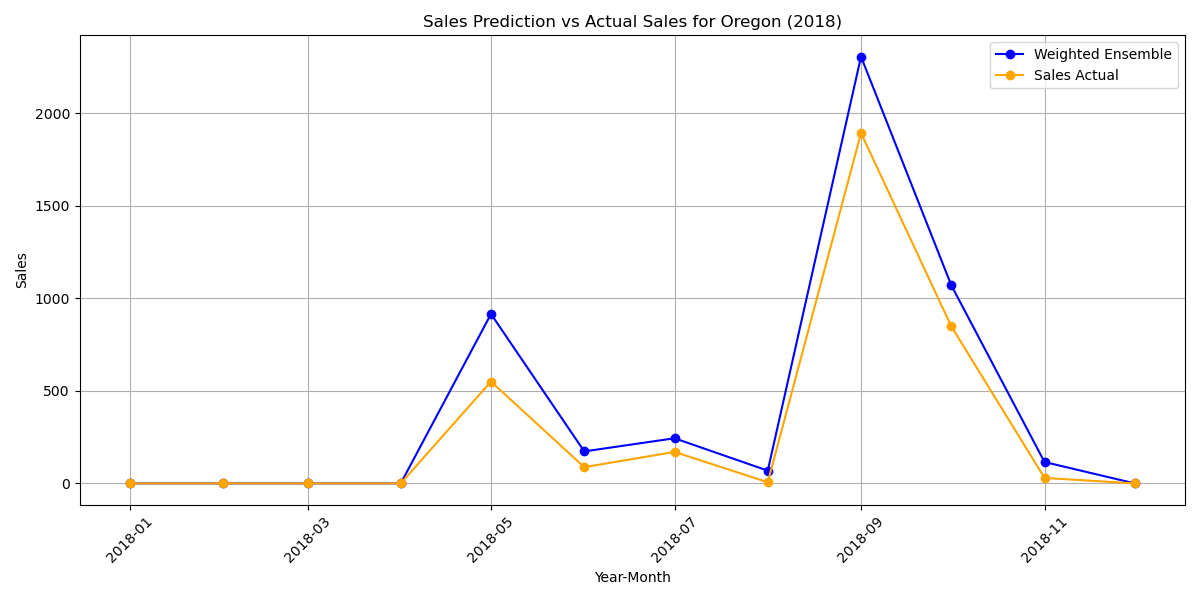 Sales Prediction vs Actual Sales for Oregon (2018)
Weighted Ensemble
Sales Actual
2000
1500
1000
500
0
Sales
2018-01
2018-03
2018-05
2018-07
2018-09
2018-11
Year-Month